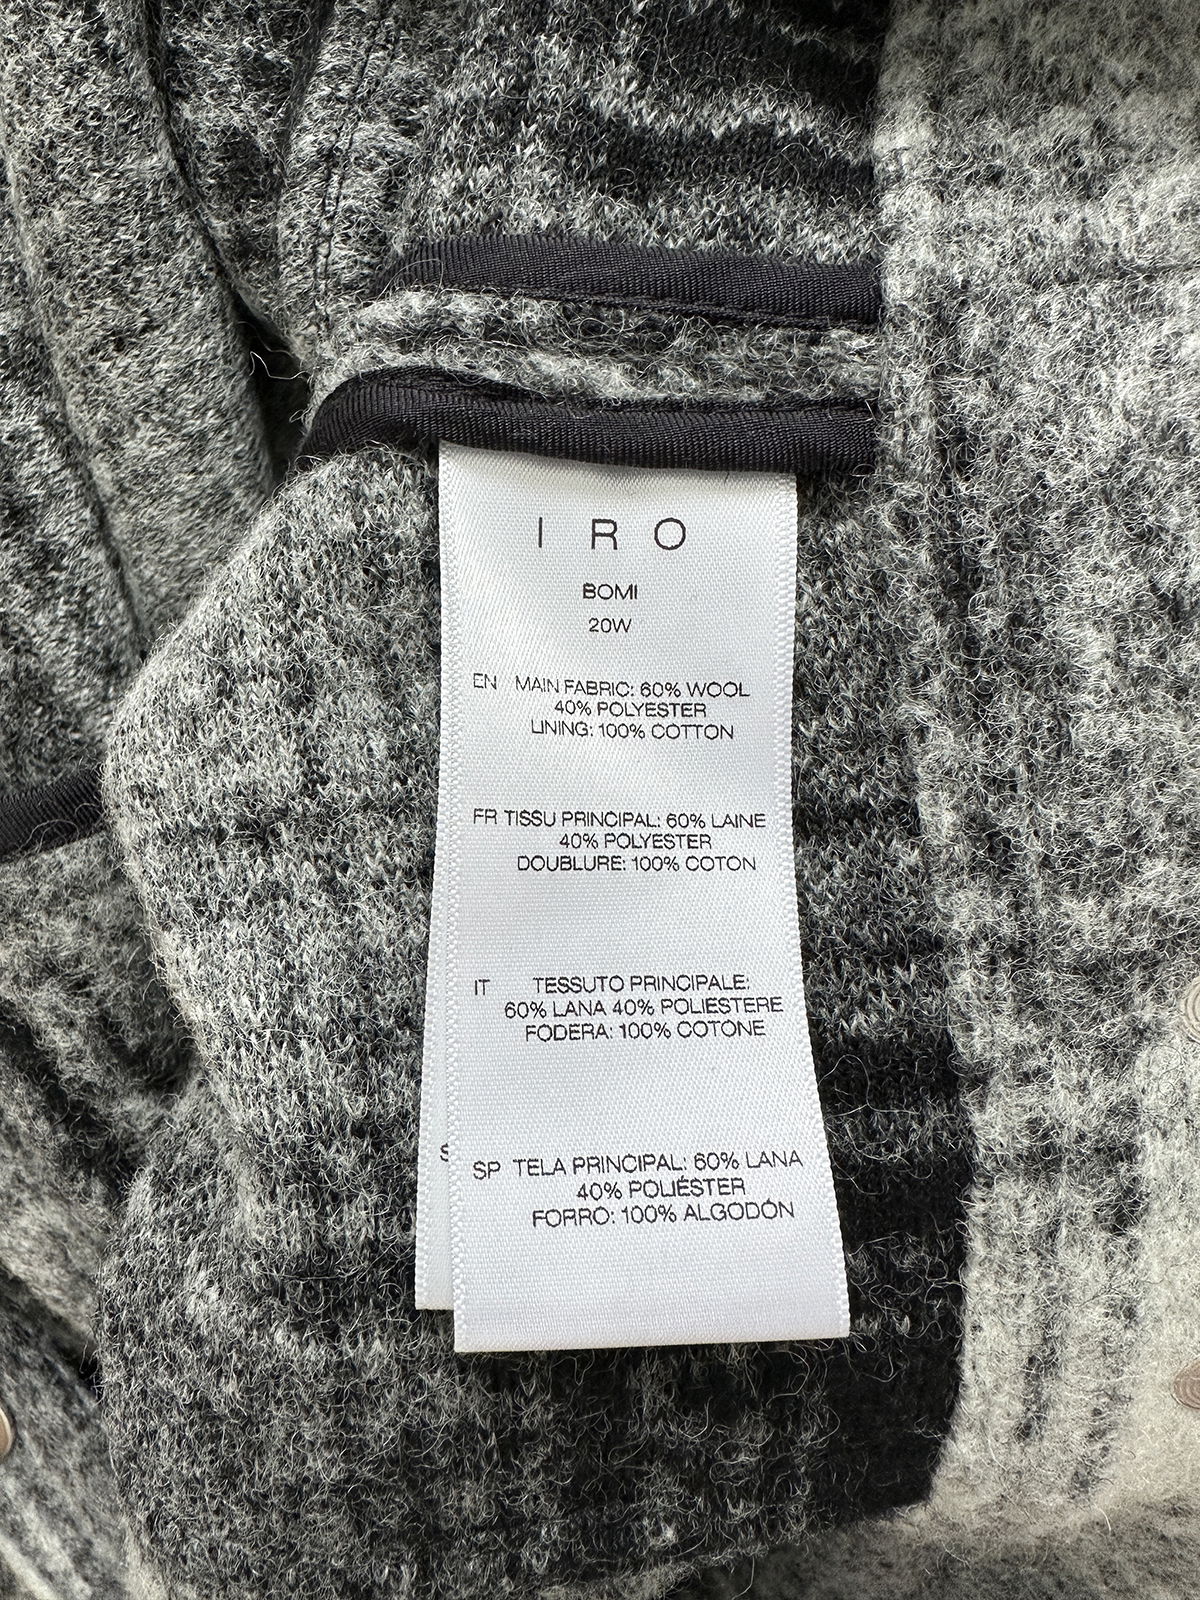 IRO
BOMI
20W
EN MAIN FABRIC: 60% WOOL
40% POLYESTER
LINING: 100% COTTON
FR TISSU PRINCIPAL: 60% LAINE
40% POLYESTER
DOUBLURE: 100% COTON
IT TESSUTO PRINCIPALE:
60% LANA 40% POLIESTERE
FODERA: 100% COTONE
SP TELA PRINCIPAL: 60% LANA
40% POLIÉSTER
FORRO: 100% ALGODÓN